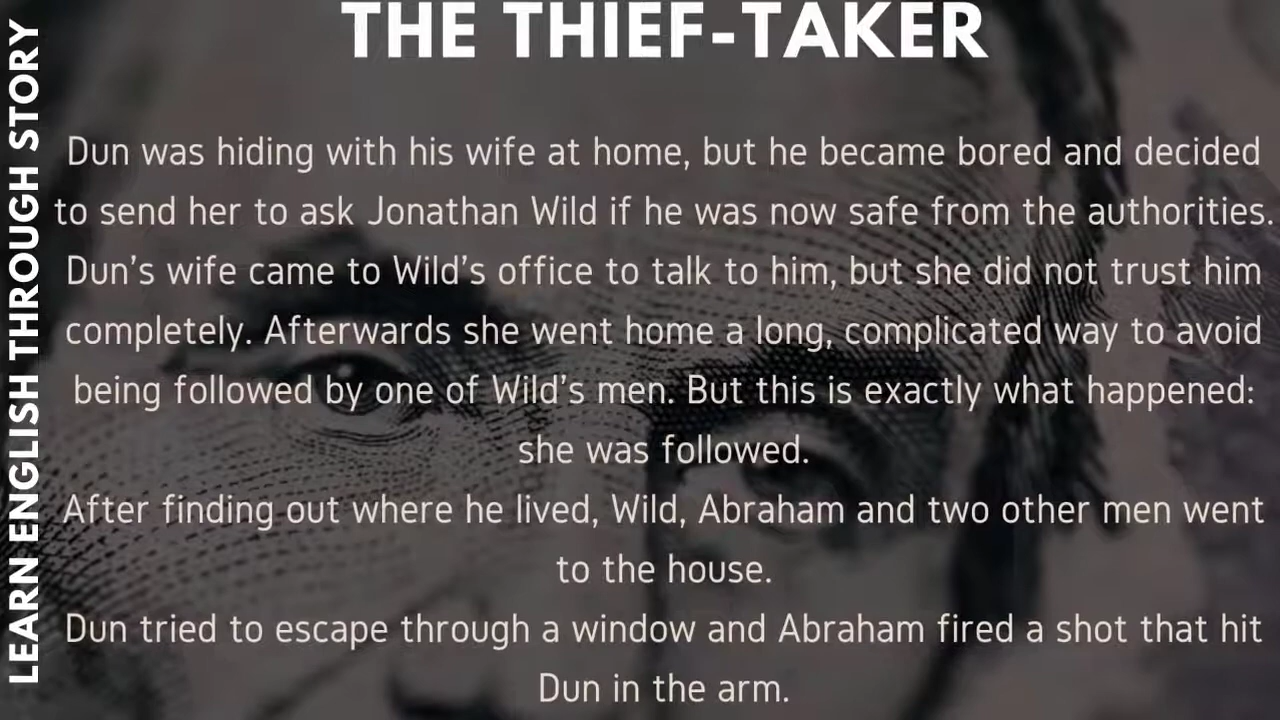 THE THIEF-TAKER
LEARN ENGLISH THROUGH STORY
Dun was hiding with his wife at home, but he became bored and decided
to send her to ask Jonathan Wild if he was now safe from the authorities.
Dun’s wife came to Wild’s office to talk to him, but she did not trust him
completely. Afterwards she went home a long, complicated way to avoid
being followed by one of Wild’s men. But this is exactly what happened:
she was followed.
After finding out where he lived, Wild, Abraham and two other men went
to the house.
Dun tried to escape through a window and Abraham fired a shot that hit
Dun in the arm.